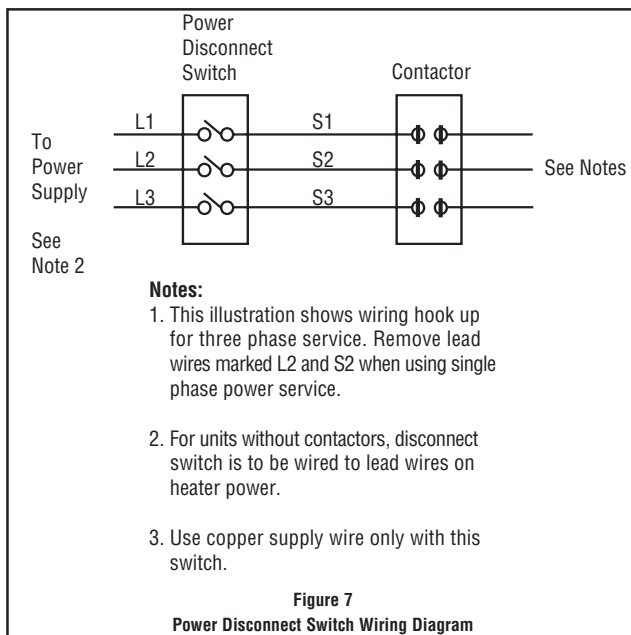 Power
Disconnect
Switch
Contactor
L1
S1
L2
S2
L3
S3
To
Power
Supply
See
Note 2
See Notes
Notes:
1. This illustration shows wiring hook up
for three phase service. Remove lead
wires marked L2 and S2 when using single
phase power service.
2. For units without contactors, disconnect
switch is to be wired to lead wires on
heater power.
3. Use copper supply wire only with this
switch.
Figure 7
Power Disconnect Switch Wiring Diagram